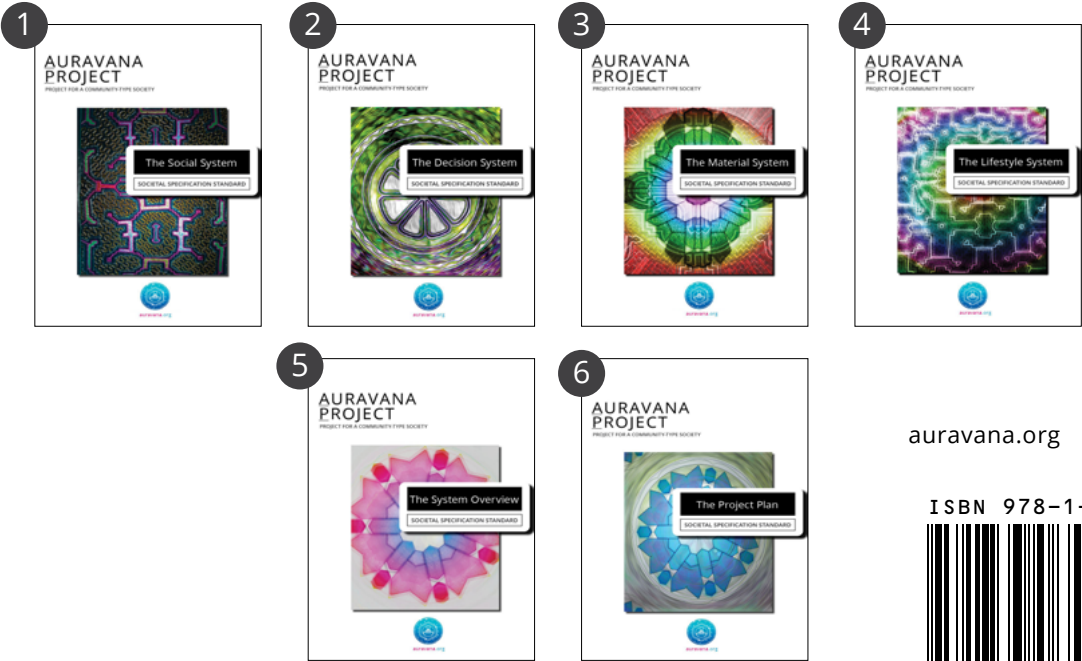 1
AURAVANA
PROJECT
PROJECT FOR A COMMUNITY-TYPE SOCIETY
The Social System
SOCIETAL SPECIFICATION STANDARD
auravana.org
2
AURAVANA
PROJECT
PROJECT FOR A COMMUNITY-TYPE SOCIETY
The Decision System
SOCIETAL SPECIFICATION STANDARD
auravana.org
3
AURAVANA
PROJECT
PROJECT FOR A COMMUNITY-TYPE SOCIETY
The Material System
SOCIETAL SPECIFICATION STANDARD
auravana.org
4
AURAVANA
PROJECT
PROJECT FOR A COMMUNITY-TYPE SOCIETY
The Lifestyle System
SOCIETAL SPECIFICATION STANDARD
auravana.org
5
AURAVANA
PROJECT
PROJECT FOR A COMMUNITY-TYPE SOCIETY
The System Overview
SOCIETAL SPECIFICATION STANDARD
auravana.org
6
AURAVANA
PROJECT
PROJECT FOR A COMMUNITY-TYPE SOCIETY
The Project Plan
SOCIETAL SPECIFICATION STANDARD
auravana.org
auravana.org
ISBN 978-1-